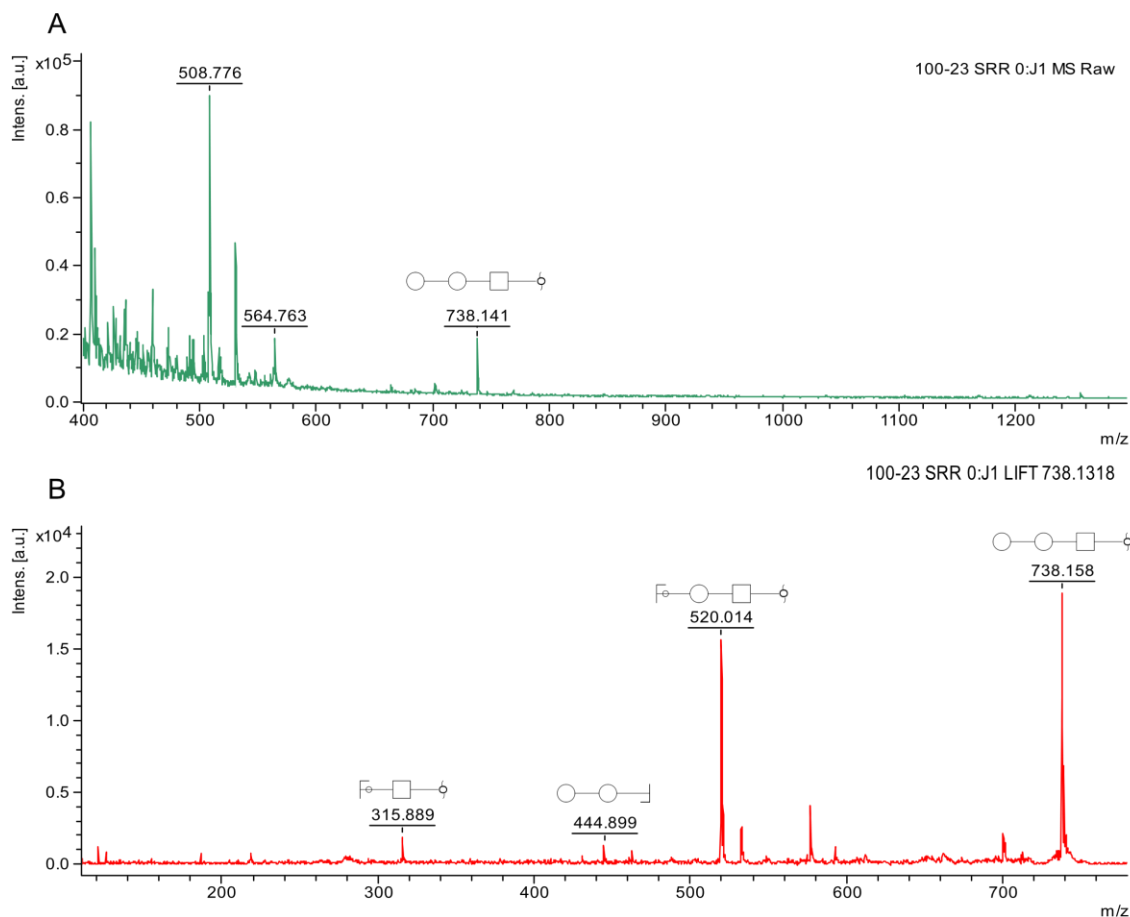 A
Intens. [a.u.]
x10⁵
0.8
0.6
0.4
0.2
0.0
508.776
564.763
738.141
100-23 SRR 0:J1 MS Raw
400 500 600 700 800 900 1000 1100 1200
m/z
B
100-23 SRR 0:J1 LIFT 738.1318
Intens. [a.u.]
x10⁴
2.0
1.5
1.0
0.5
0.0
738.158
520.014
315.889
444.899
200 300 400 500 600 700
m/z